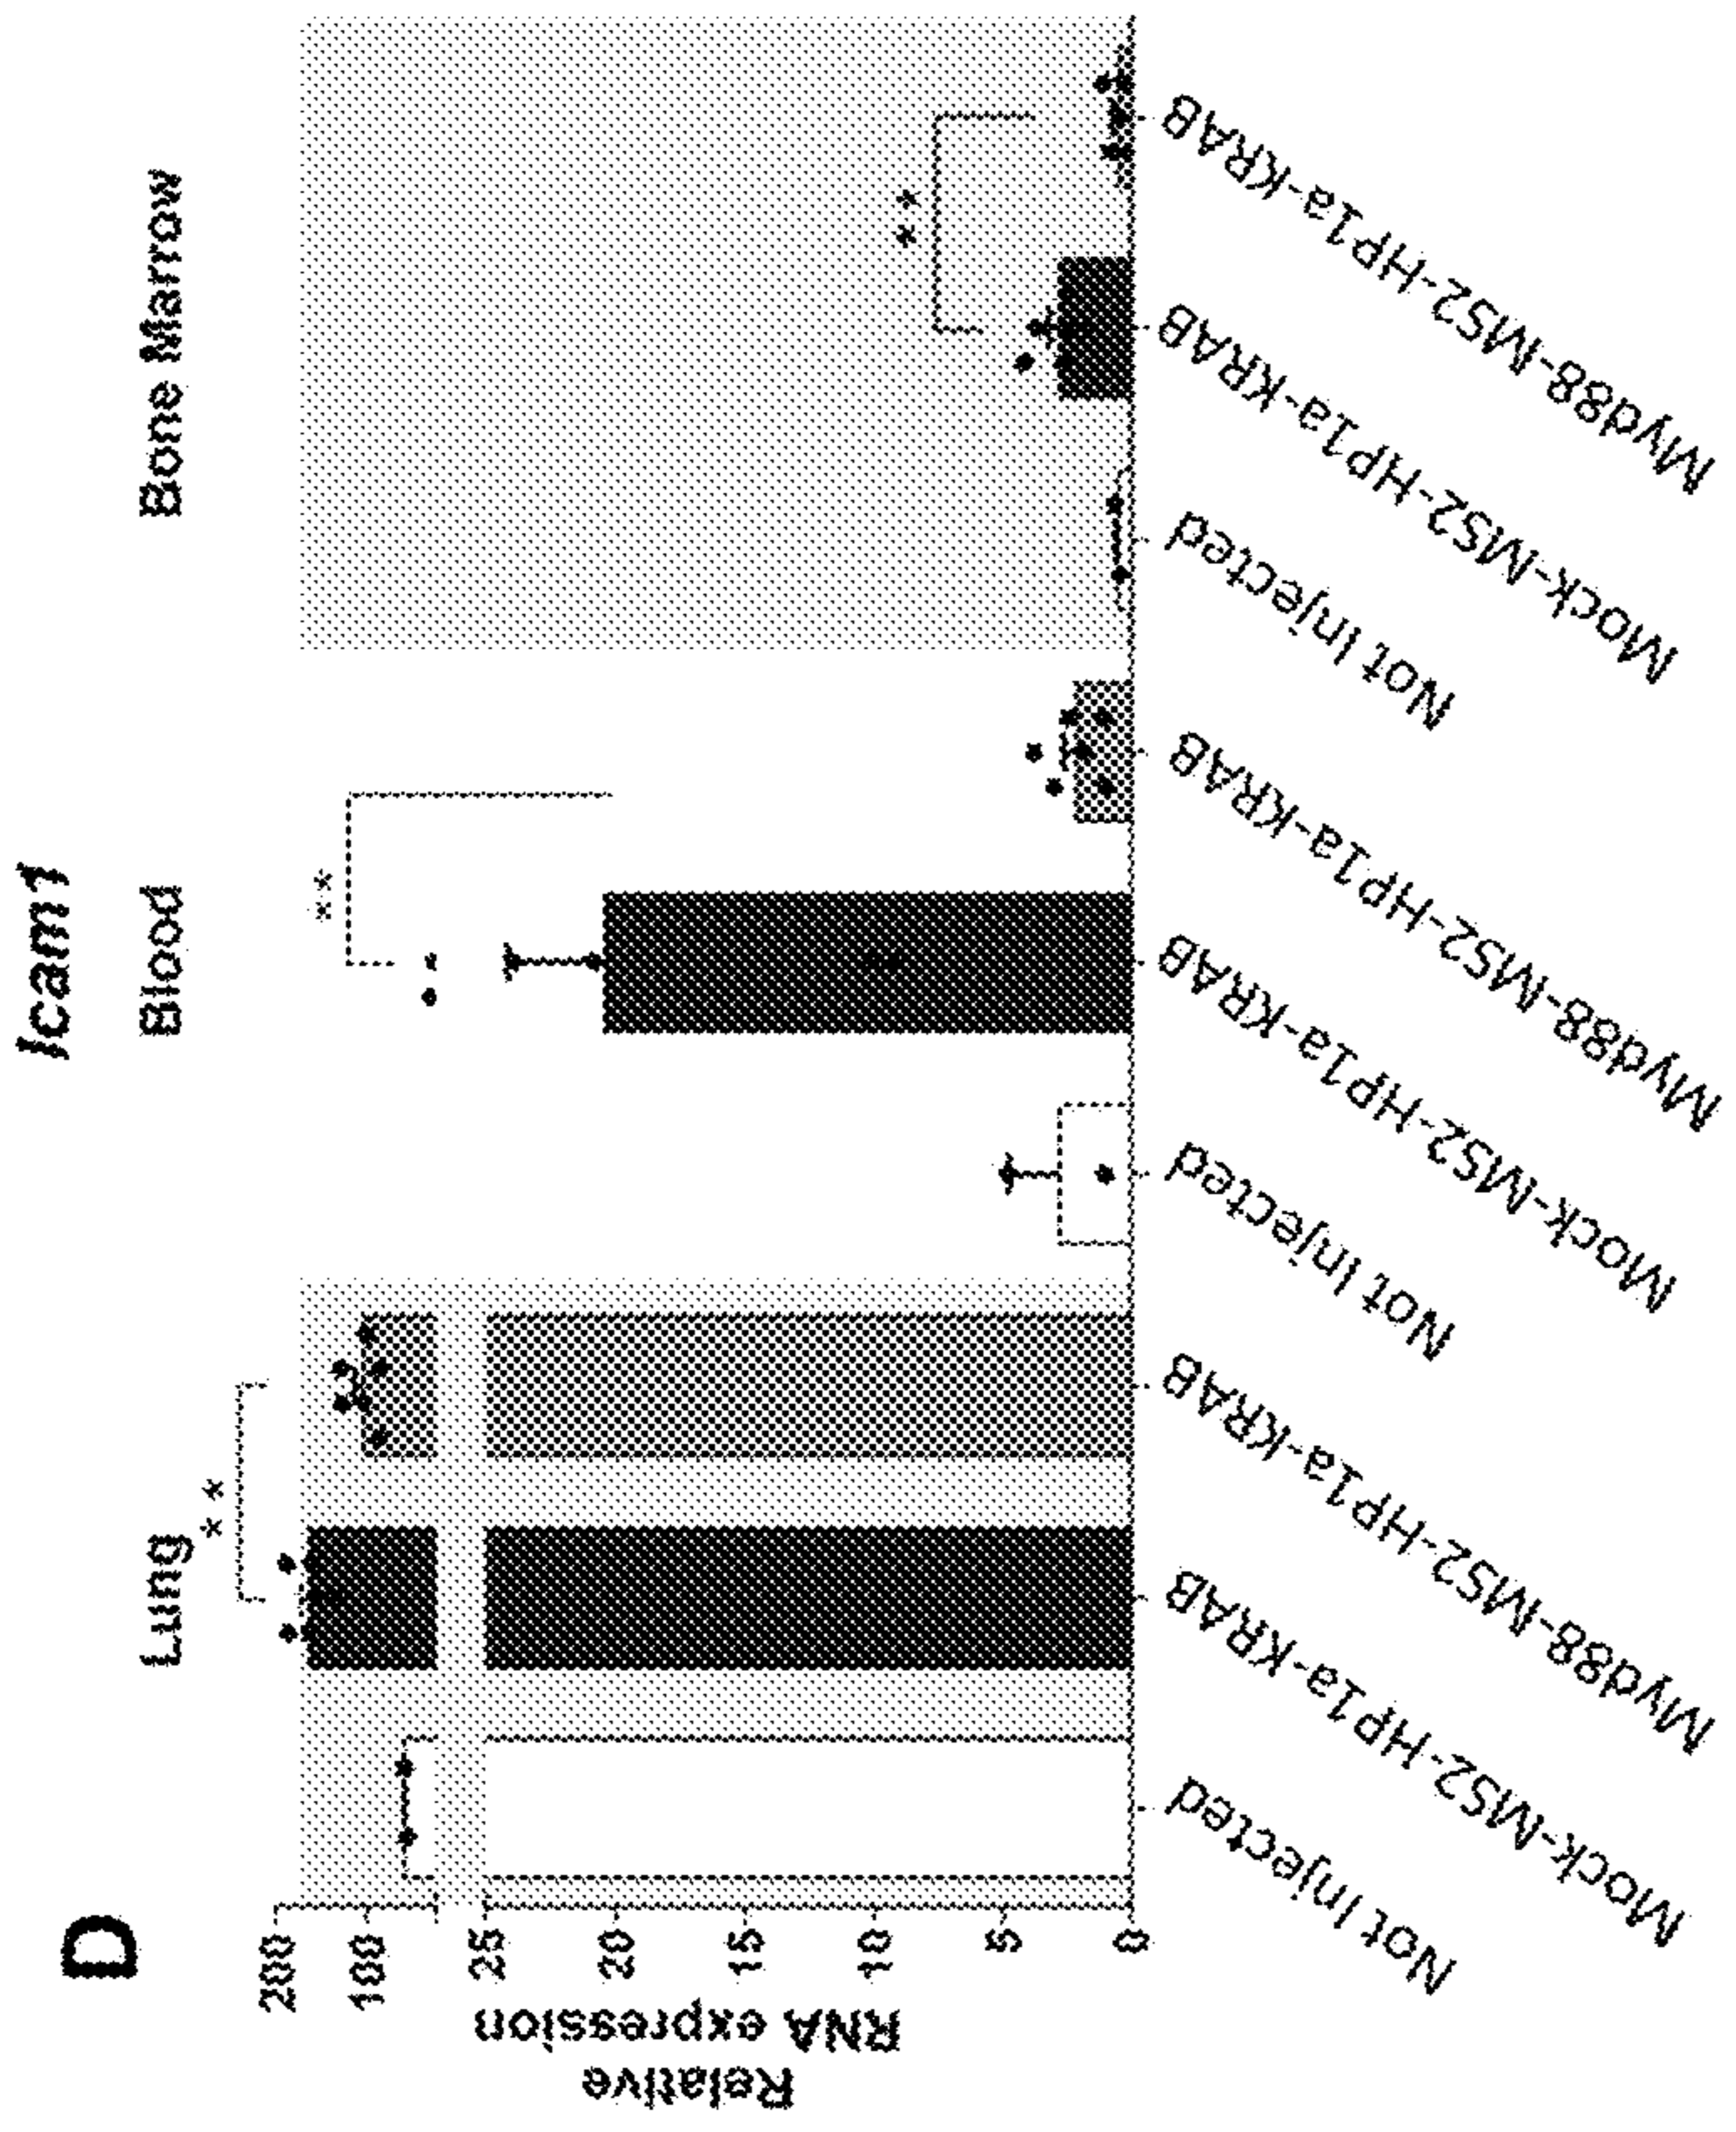 D
Icam1
Lung
Blood
Bone Marrow
**
**
**
Relative
RNA expression
200
100
25
20
15
10
5
0
Not Injected
Mock-MS2-HP1a-KRAB
Myd88-MS2-HP1a-KRAB
Not Injected
Mock-MS2-HP1a-KRAB
Myd88-MS2-HP1a-KRAB
Not Injected
Mock-MS2-HP1a-KRAB
Myd88-MS2-HP1a-KRAB